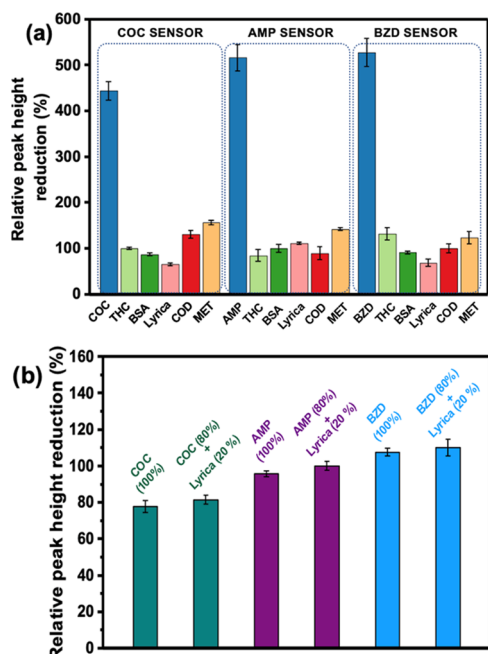 (a)
COC SENSOR AMP SENSOR BZD SENSOR
Relative peak height
reduction (%)
600
500
400
300
200
100
0
COC THC BSA Lyrica COD MET AMP THC BSA Lyrica COD MET BZD THC BSA Lyrica COD MET
(b)
Relative peak height reduction (%)
160
140
120
100
80
60
40
20
0
COC
(100%)
COC (80%)
+
Lyrica (20 %)
AMP
(100%)
AMP (80%)
+
Lyrica (20 %)
BZD
(100%)
BZD (80%)
+
Lyrica (20 %)